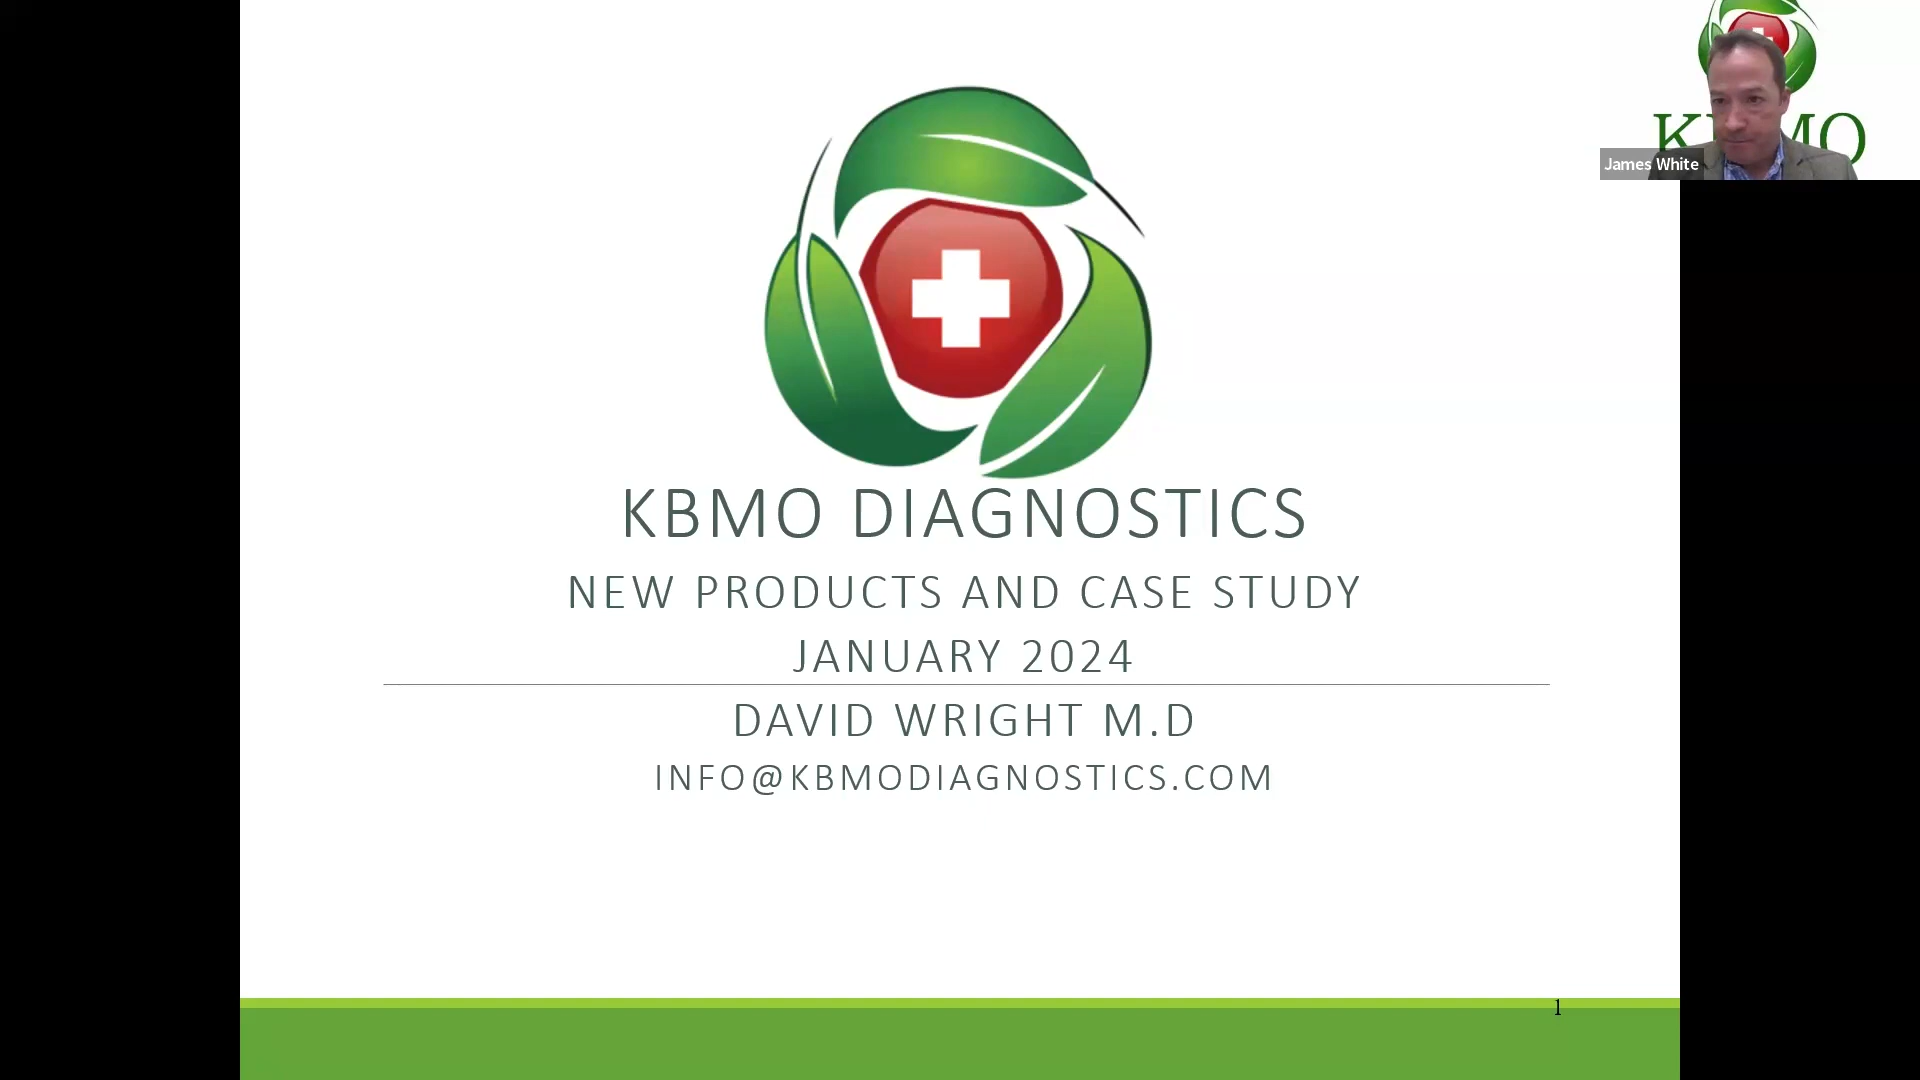 KBMO DIAGNOSTICS
NEW PRODUCTS AND CASE STUDY
JANUARY 2024
DAVID WRIGHT M.D
INFO@KBMODIAGNOSTICS.COM
1
James White